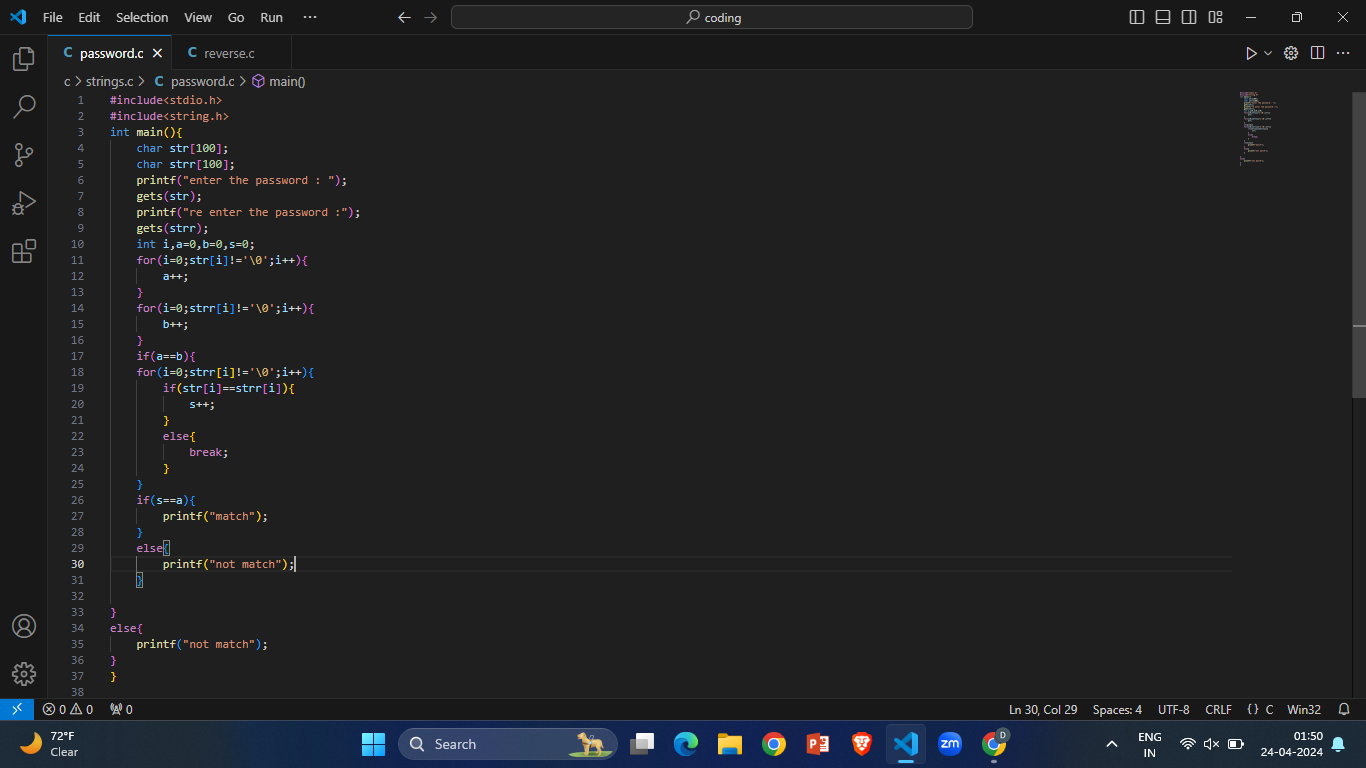 File Edit Selection View Go Run ··· coding
password.c reverse.c
c > strings.c > C password.c > main()
1 #include<stdio.h>
2 #include<string.h>
3 int main(){
4 char str[100];
5 char strr[100];
6 printf("enter the password : ");
7 gets(str);
8 printf("re enter the password :");
9 gets(strr);
10 int i,a=0,b=0,s=0;
11 for(i=0;str[i]!='\0';i++){
12 a++;
13 }
14 for(i=0;strr[i]!='\0';i++){
15 b++;
16 }
17 if(a==b){
18 for(i=0;strr[i]!='\0';i++){
19 if(str[i]==strr[i]){
20 s++;
21 }
22 else{
23 break;
24 }
25 }
26 if(s==a){
27 printf("match");
28 }
29 else{
30 printf("not match");
31 }
32
33 }
34 else{
35 printf("not match");
36 }
37 }
38
0 0 0 Ln 30, Col 29 Spaces: 4 UTF-8 CRLF {} C Win32
72°F
Clear
Search
zm
D
ENG
IN
01:50
24-04-2024